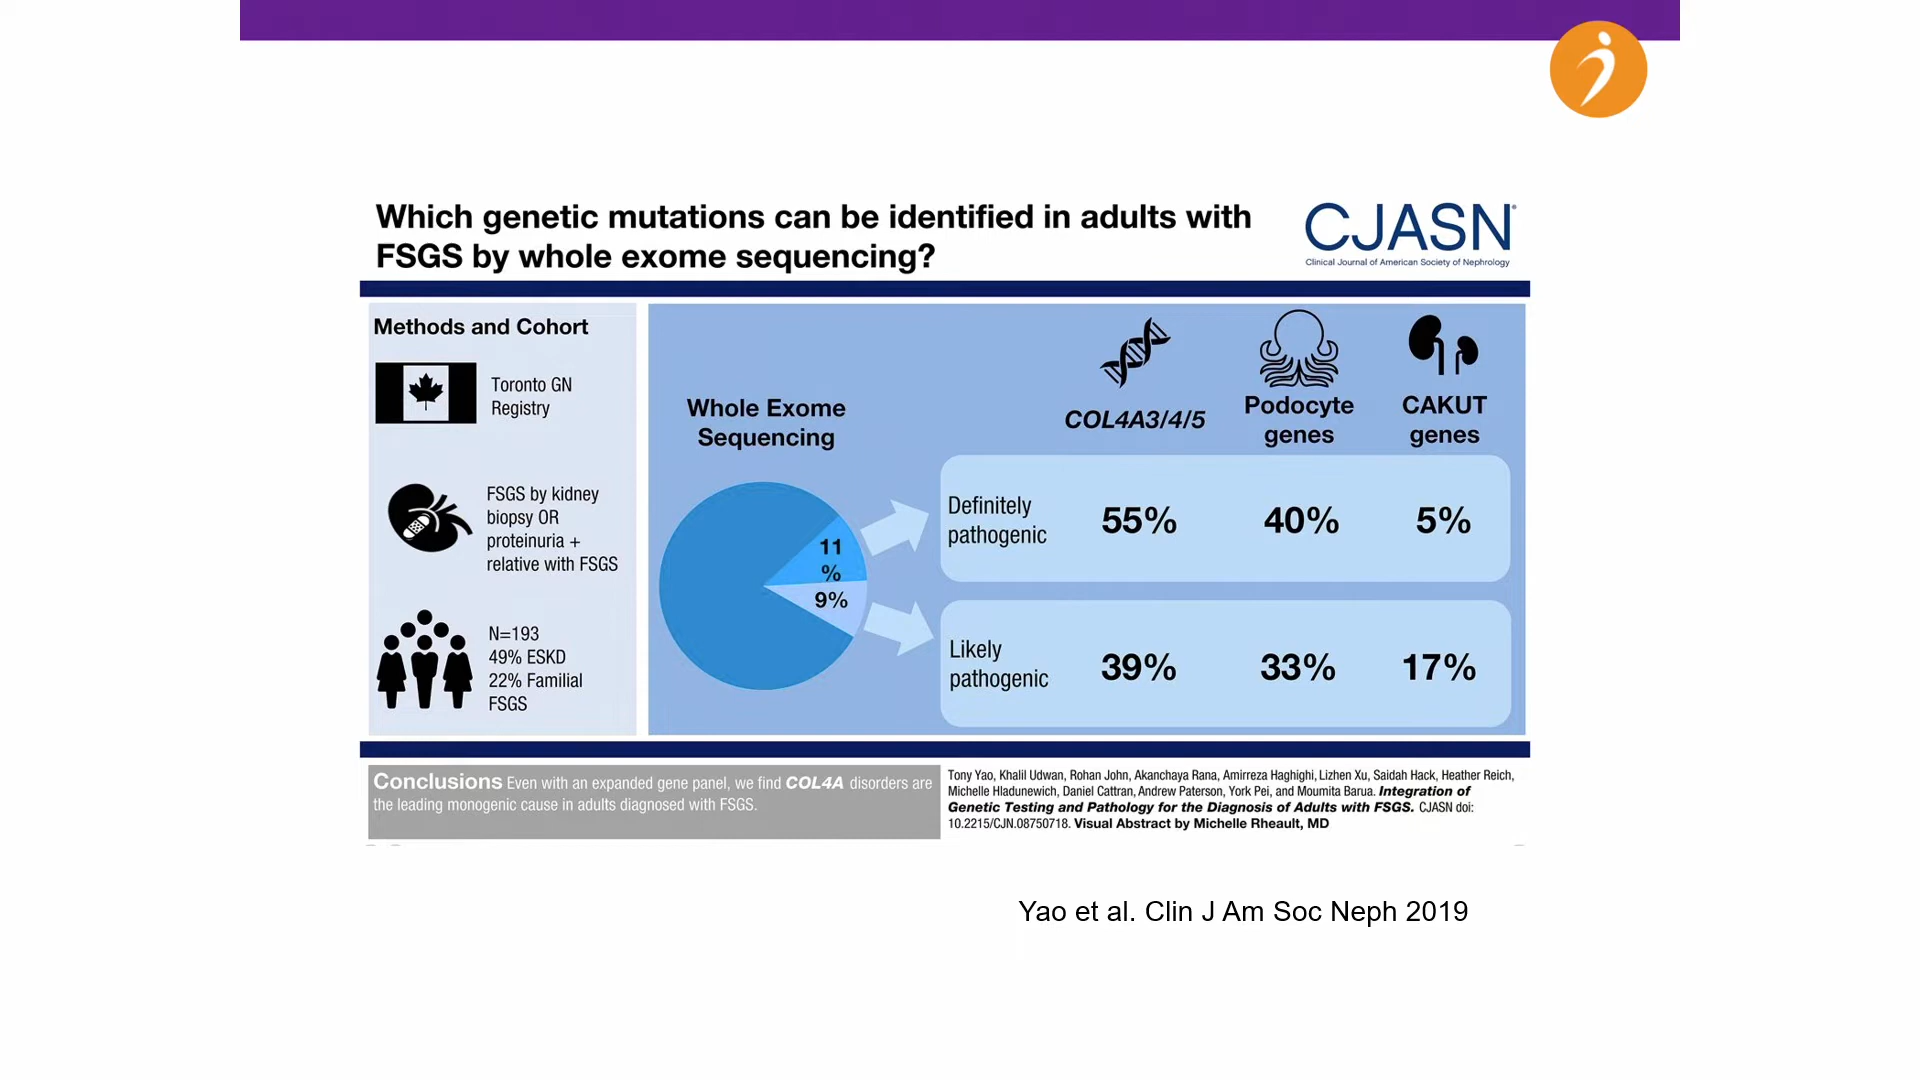 Which genetic mutations can be identified in adults with
FSGS by whole exome sequencing?
CJASN®
Clinical Journal of American Society of Nephrology
Methods and Cohort
Toronto GN
Registry
FSGS by kidney
biopsy OR
proteinuria +
relative with FSGS
N=193
49% ESKD
22% Familial
FSGS
Whole Exome
Sequencing
11
%
9%
COL4A3/4/5
Podocyte
genes
CAKUT
genes
Definitely
pathogenic
55%
40%
5%
Likely
pathogenic
39%
33%
17%
Conclusions Even with an expanded gene panel, we find COL4A disorders are
the leading monogenic cause in adults diagnosed with FSGS.
Tony Yao, Khalil Udwan, Rohan John, Akanchaya Rana, Amirreza Haghighi, Lizhen Xu, Saidah Hack, Heather Reich,
Michelle Hladunewich, Daniel Cattran, Andrew Paterson, York Pei, and Moumita Barua. Integration of
Genetic Testing and Pathology for the Diagnosis of Adults with FSGS. CJASN doi:
10.2215/CJN.08750718. Visual Abstract by Michelle Rheault, MD
Yao et al. Clin J Am Soc Neph 2019